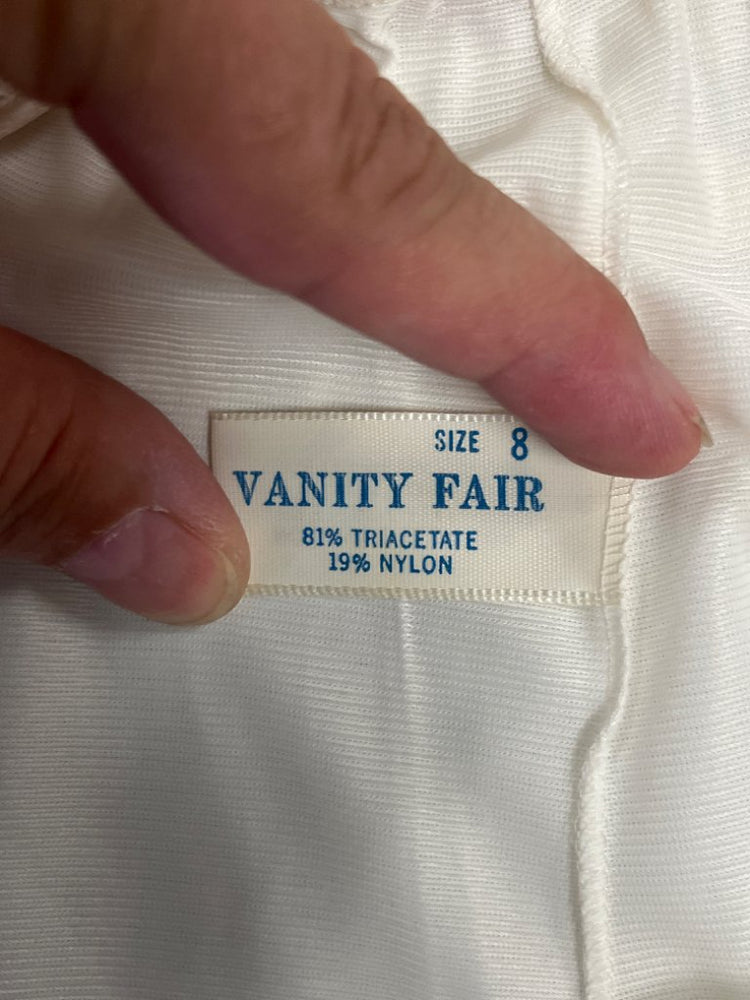 SIZE 8
VANITY FAIR
81% TRIACETATE
19% NYLON